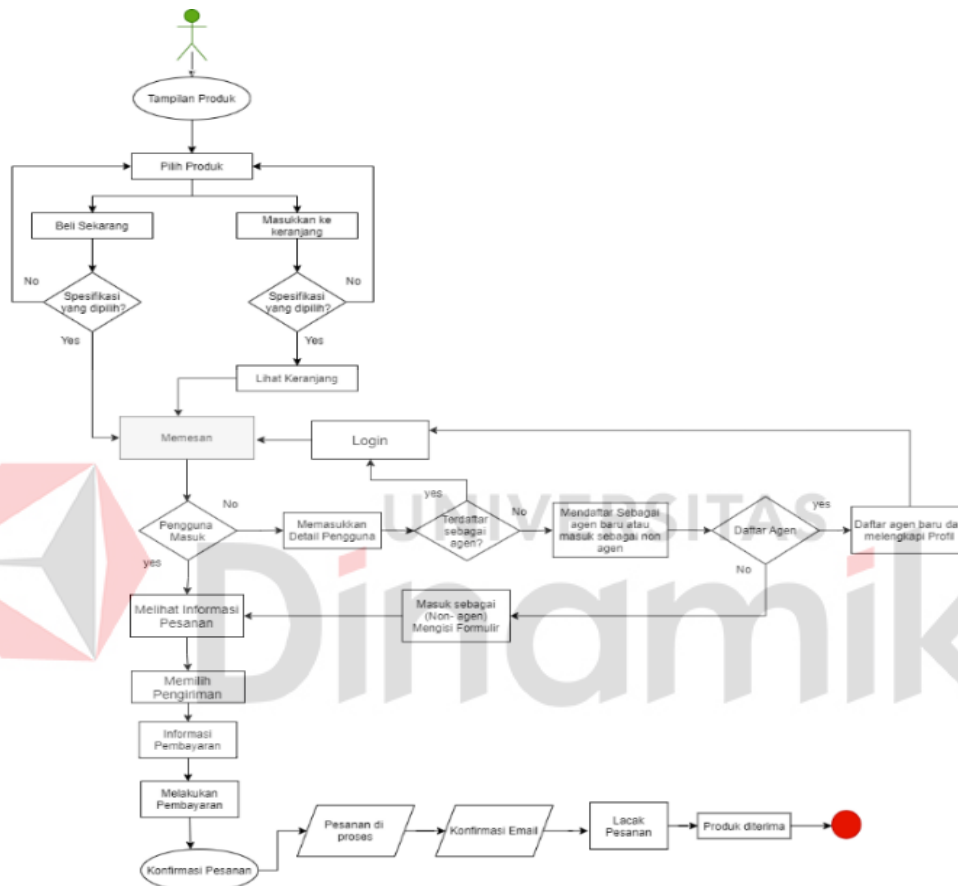 Tampilan Produk
Pilih Produk
Beli Sekarang
Masukkan ke
keranjang
No
Spesifikasi
yang dipilih?
Spesifikasi
yang dipilih?
No
Yes
Yes
Lihat Keranjang
Memesan
Login
yes
No
No
yes
Pengguna
Masuk
Memasukkan
Detail Pengguna
Terdaftar
sebagai
agen?
Mendaftar Sebagai
agen baru atau
masuk sebagai non
agen
Daftar Agen
Daftar agen baru da
melengkapi Profil
yes
No
UNIVERSITAS
Dinamik
Melihat Informasi
Pesanan
Masuk sebagai
(Non- agen)
Mengisi Formulir
Memilih
Pengiriman
Informasi
Pembayaran
Melakukan
Pembayaran
Konfirmasi Pesanan
Pesanan di
proses
Konfirmasi Email
Lacak
Pesanan
Produk diterima